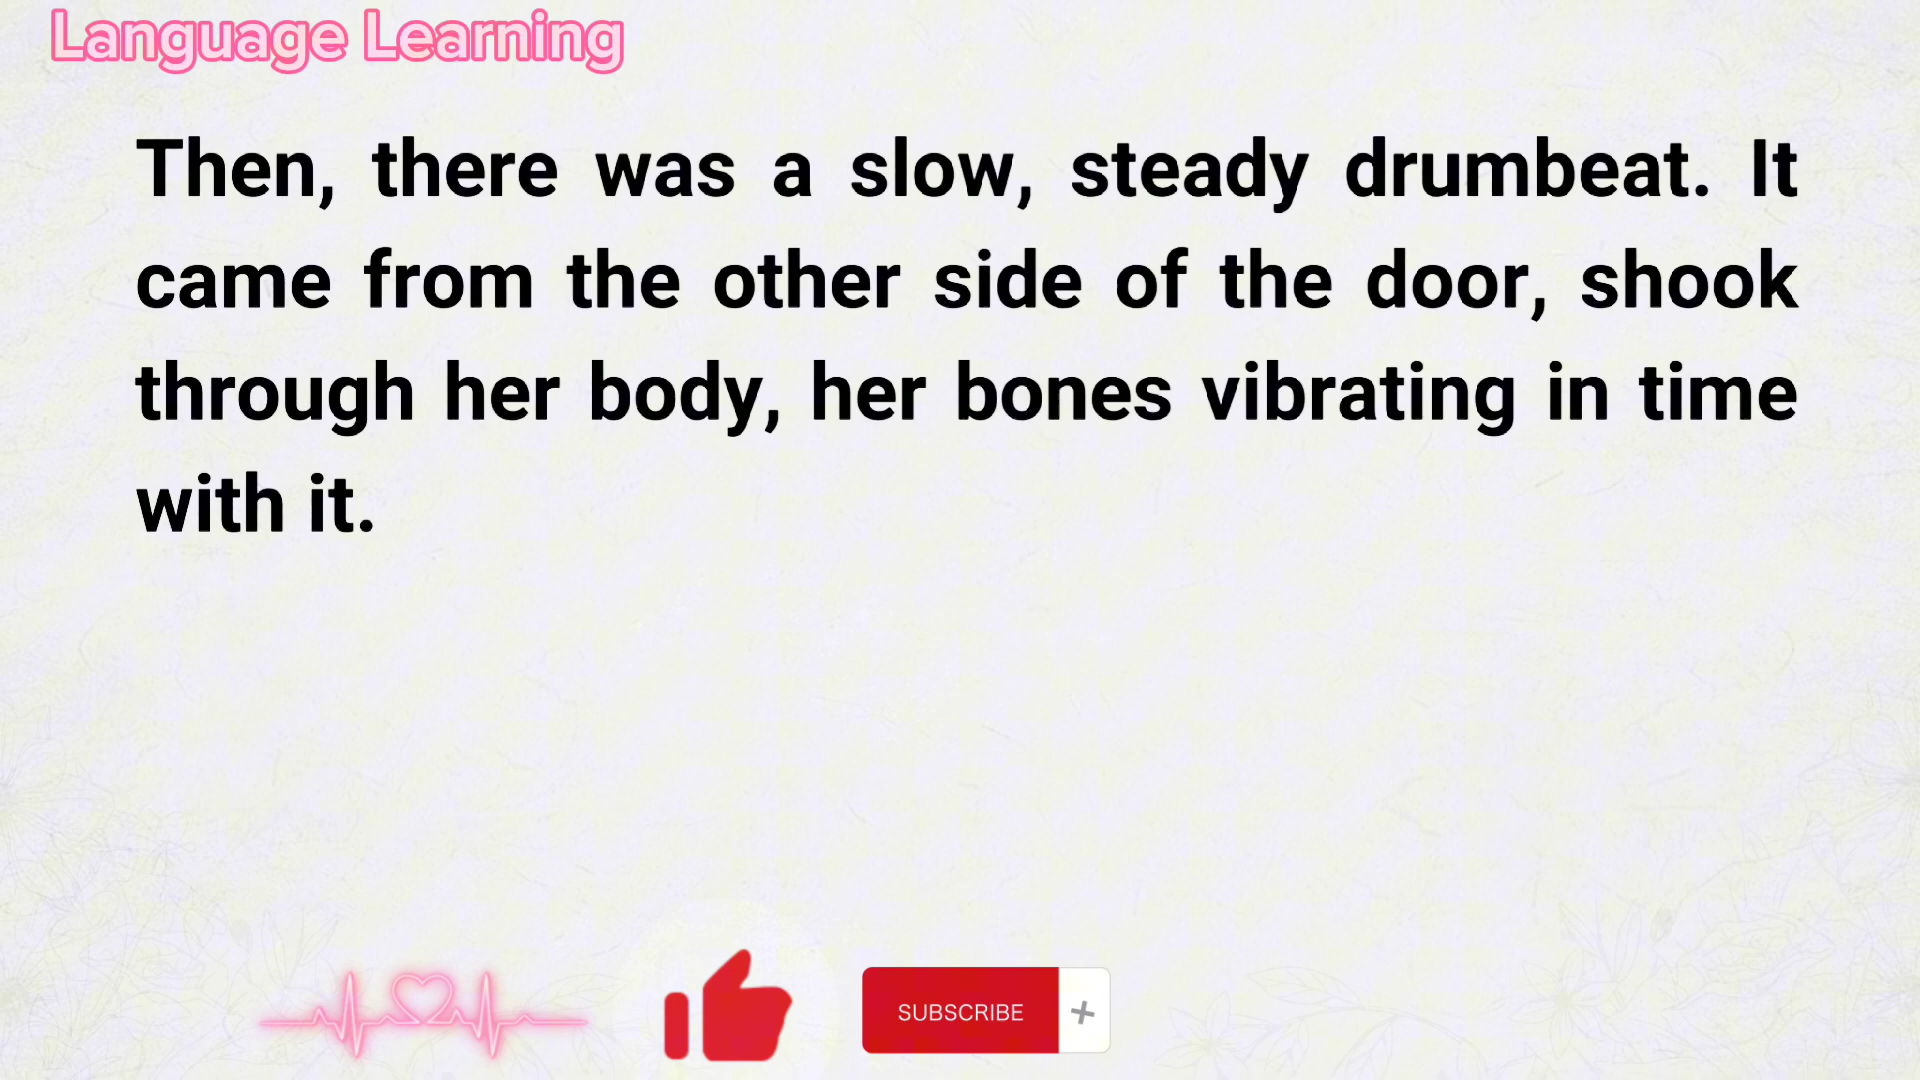 Language Learning
Then, there was a slow, steady drumbeat. It
came from the other side of the door, shook
through her body, her bones vibrating in time
with it.
SUBSCRIBE +